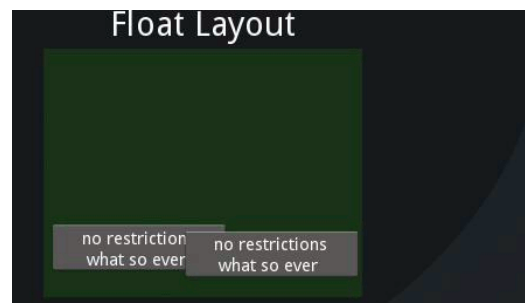 Float Layout
no restriction
what so ever
no restrictions
what so ever